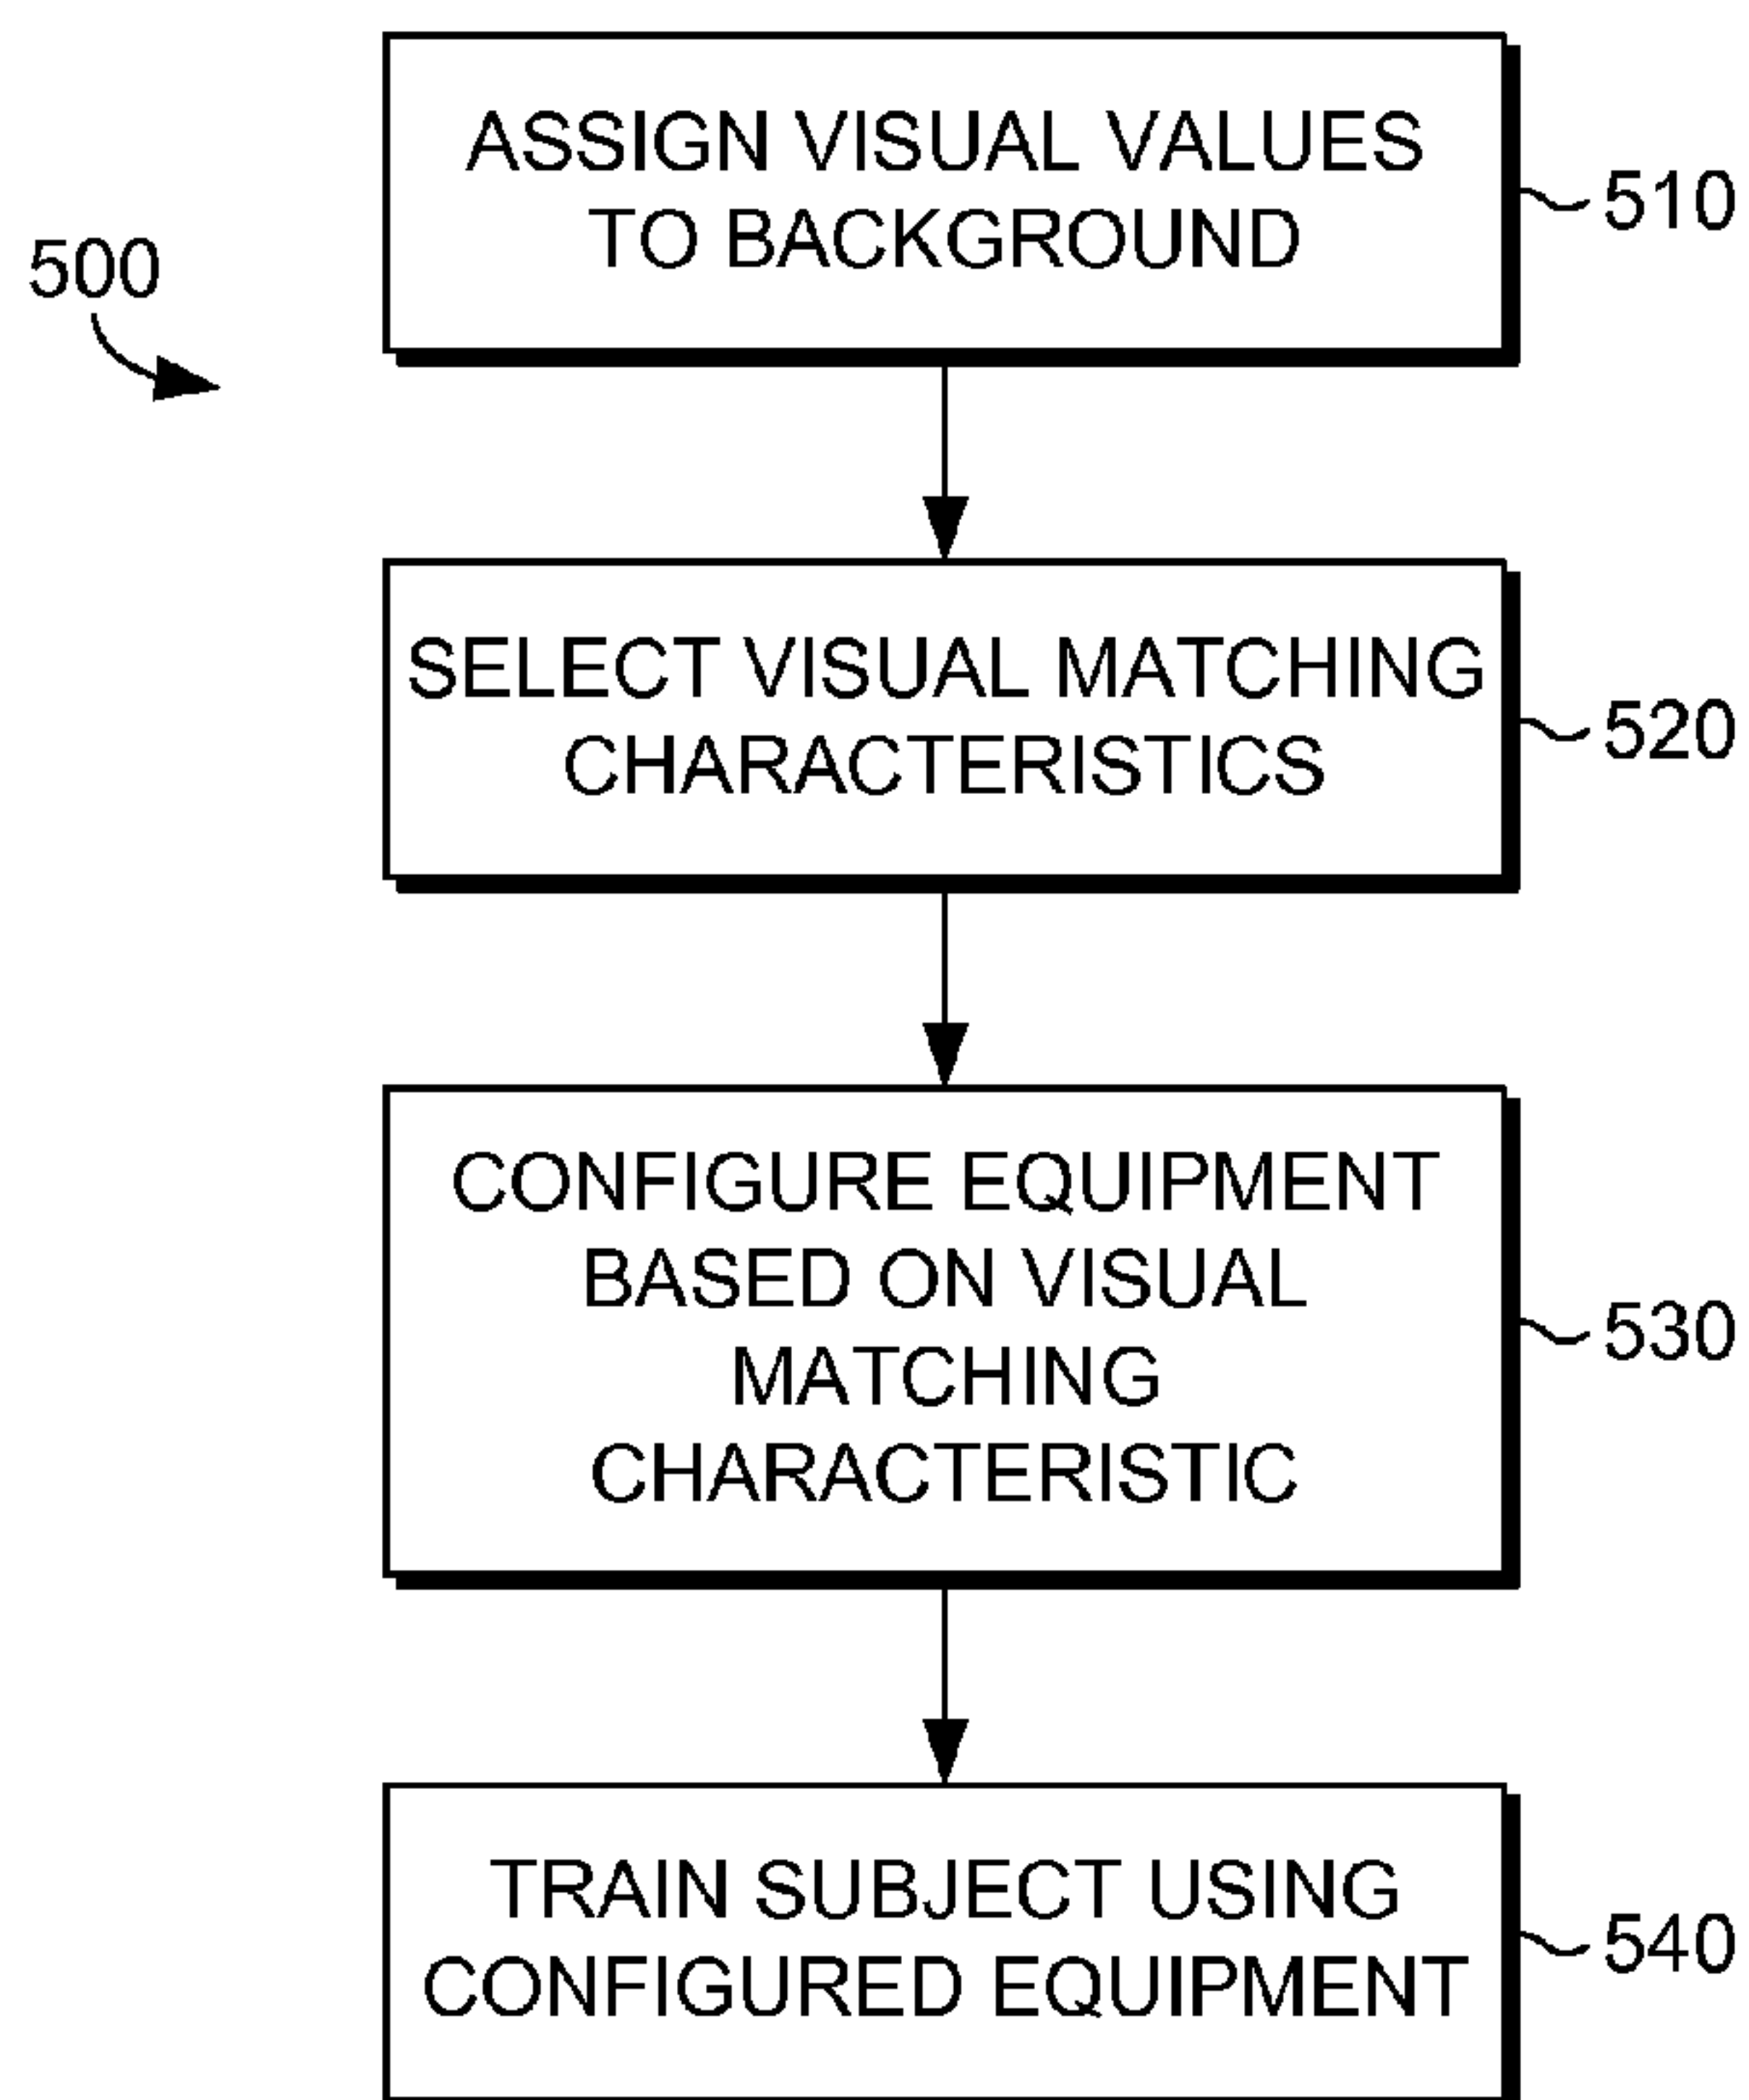 500
ASSIGN VISUAL VALUES
TO BACKGROUND
510
SELECT VISUAL MATCHING
CHARACTERISTICS
520
CONFIGURE EQUIPMENT
BASED ON VISUAL
MATCHING
CHARACTERISTIC
530
TRAIN SUBJECT USING
CONFIGURED EQUIPMENT
540